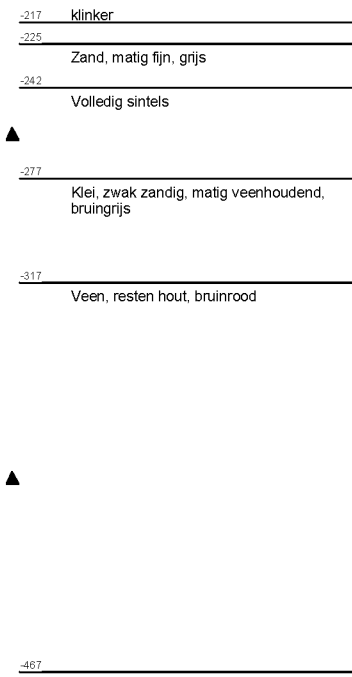 -217 klinker
-225
Zand, matig fijn, grijs
-242
Volledig sintels
-277
Klei, zwak zandig, matig veenhoudend,
bruingrijs
-317
Veen, resten hout, bruinrood
-467